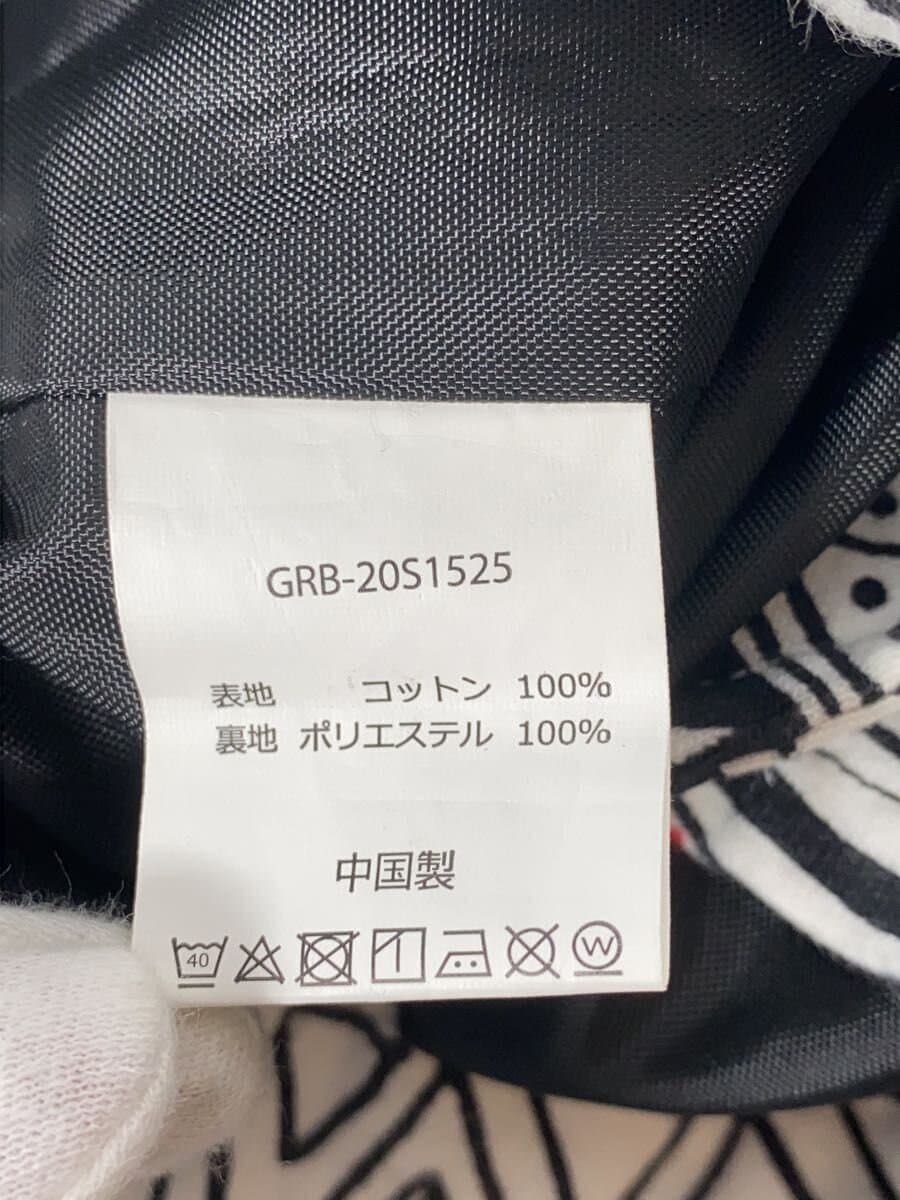 GRB-20S1525
表地 コットン 100%
裏地 ポリエステル 100%
中国製
40 W